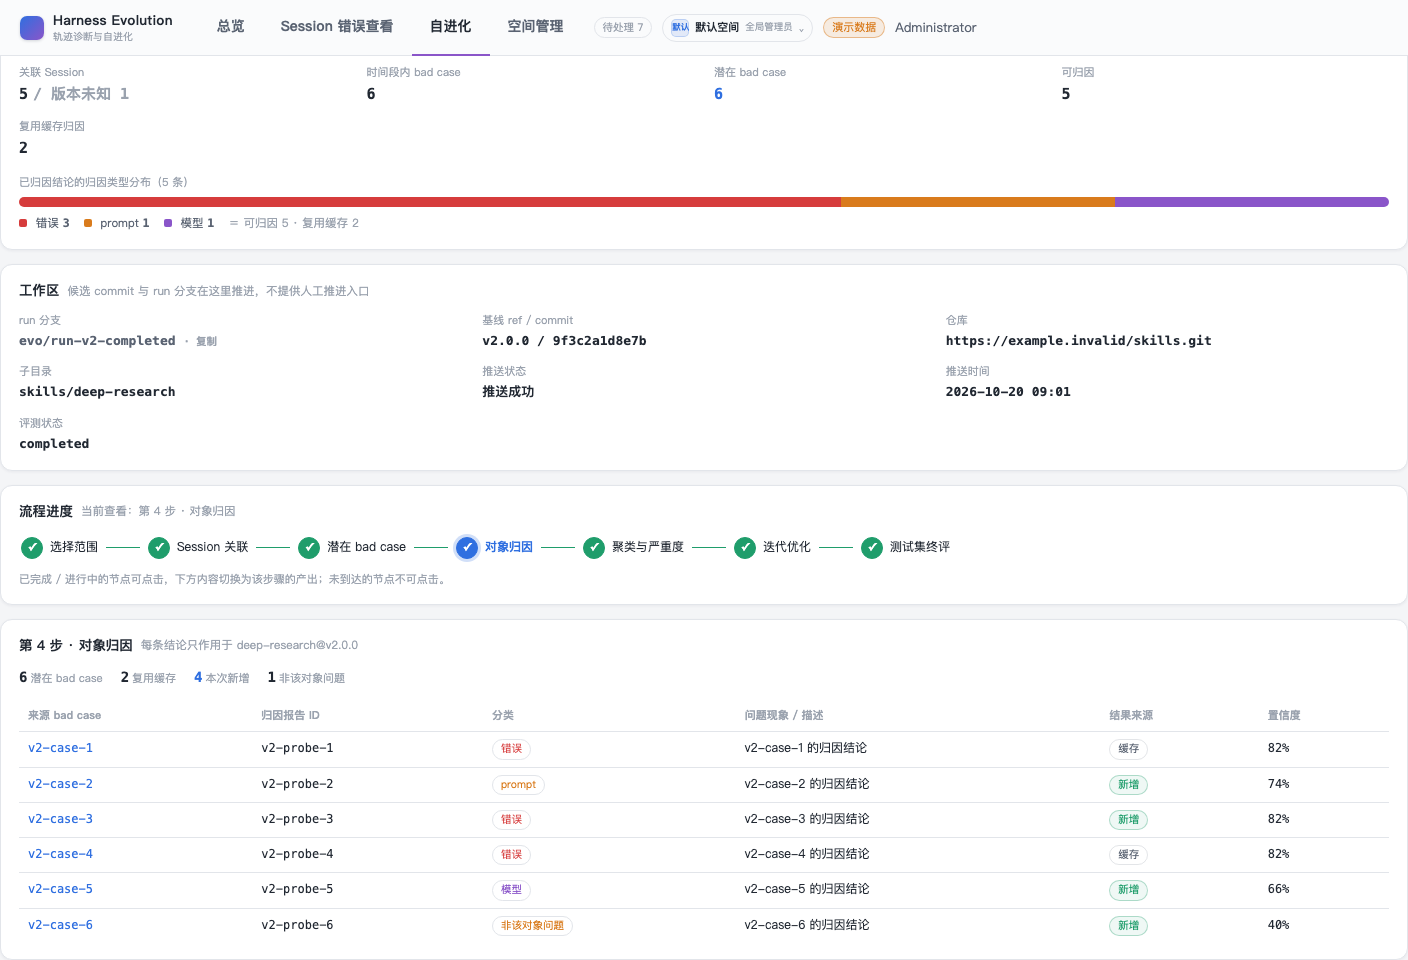 Harness Evolution
轨迹诊断与自进化
总览
Session 错误查看
自进化
空间管理
待处理 7
默认 默认空间 全局管理员
演示数据
Administrator
关联 Session
时间段内 bad case
潜在 bad case
可归因
5 / 版本未知 1
6
6
5
复用缓存归因
2
已归因结论的归因类型分布（5 条）
错误 3 prompt 1 模型 1 = 可归因 5 · 复用缓存 2
工作区 候选 commit 与 run 分支在这里推进，不提供人工推进入口
run 分支
基线 ref / commit
仓库
evo/run-v2-completed · 复制
v2.0.0 / 9f3c2a1d8e7b
https://example.invalid/skills.git
子目录
推送状态
推送时间
skills/deep-research
推送成功
2026-10-20 09:01
评测状态
completed
流程进度 当前查看：第 4 步 · 对象归因
选择范围
Session 关联
潜在 bad case
对象归因
聚类与严重度
迭代优化
测试集终评
已完成 / 进行中的节点可点击，下方内容切换为该步骤的产出；未到达的节点不可点击。
第 4 步 · 对象归因 每条结论只作用于 deep-research@v2.0.0
6 潜在 bad case 2 复用缓存 4 本次新增 1 非该对象问题
来源 bad case 归因报告 ID 分类 问题现象 / 描述 结果来源 置信度
v2-case-1 v2-probe-1 错误 v2-case-1 的归因结论 缓存 82%
v2-case-2 v2-probe-2 prompt v2-case-2 的归因结论 新增 74%
v2-case-3 v2-probe-3 错误 v2-case-3 的归因结论 新增 82%
v2-case-4 v2-probe-4 错误 v2-case-4 的归因结论 缓存 82%
v2-case-5 v2-probe-5 模型 v2-case-5 的归因结论 新增 66%
v2-case-6 v2-probe-6 非该对象问题 v2-case-6 的归因结论 新增 40%